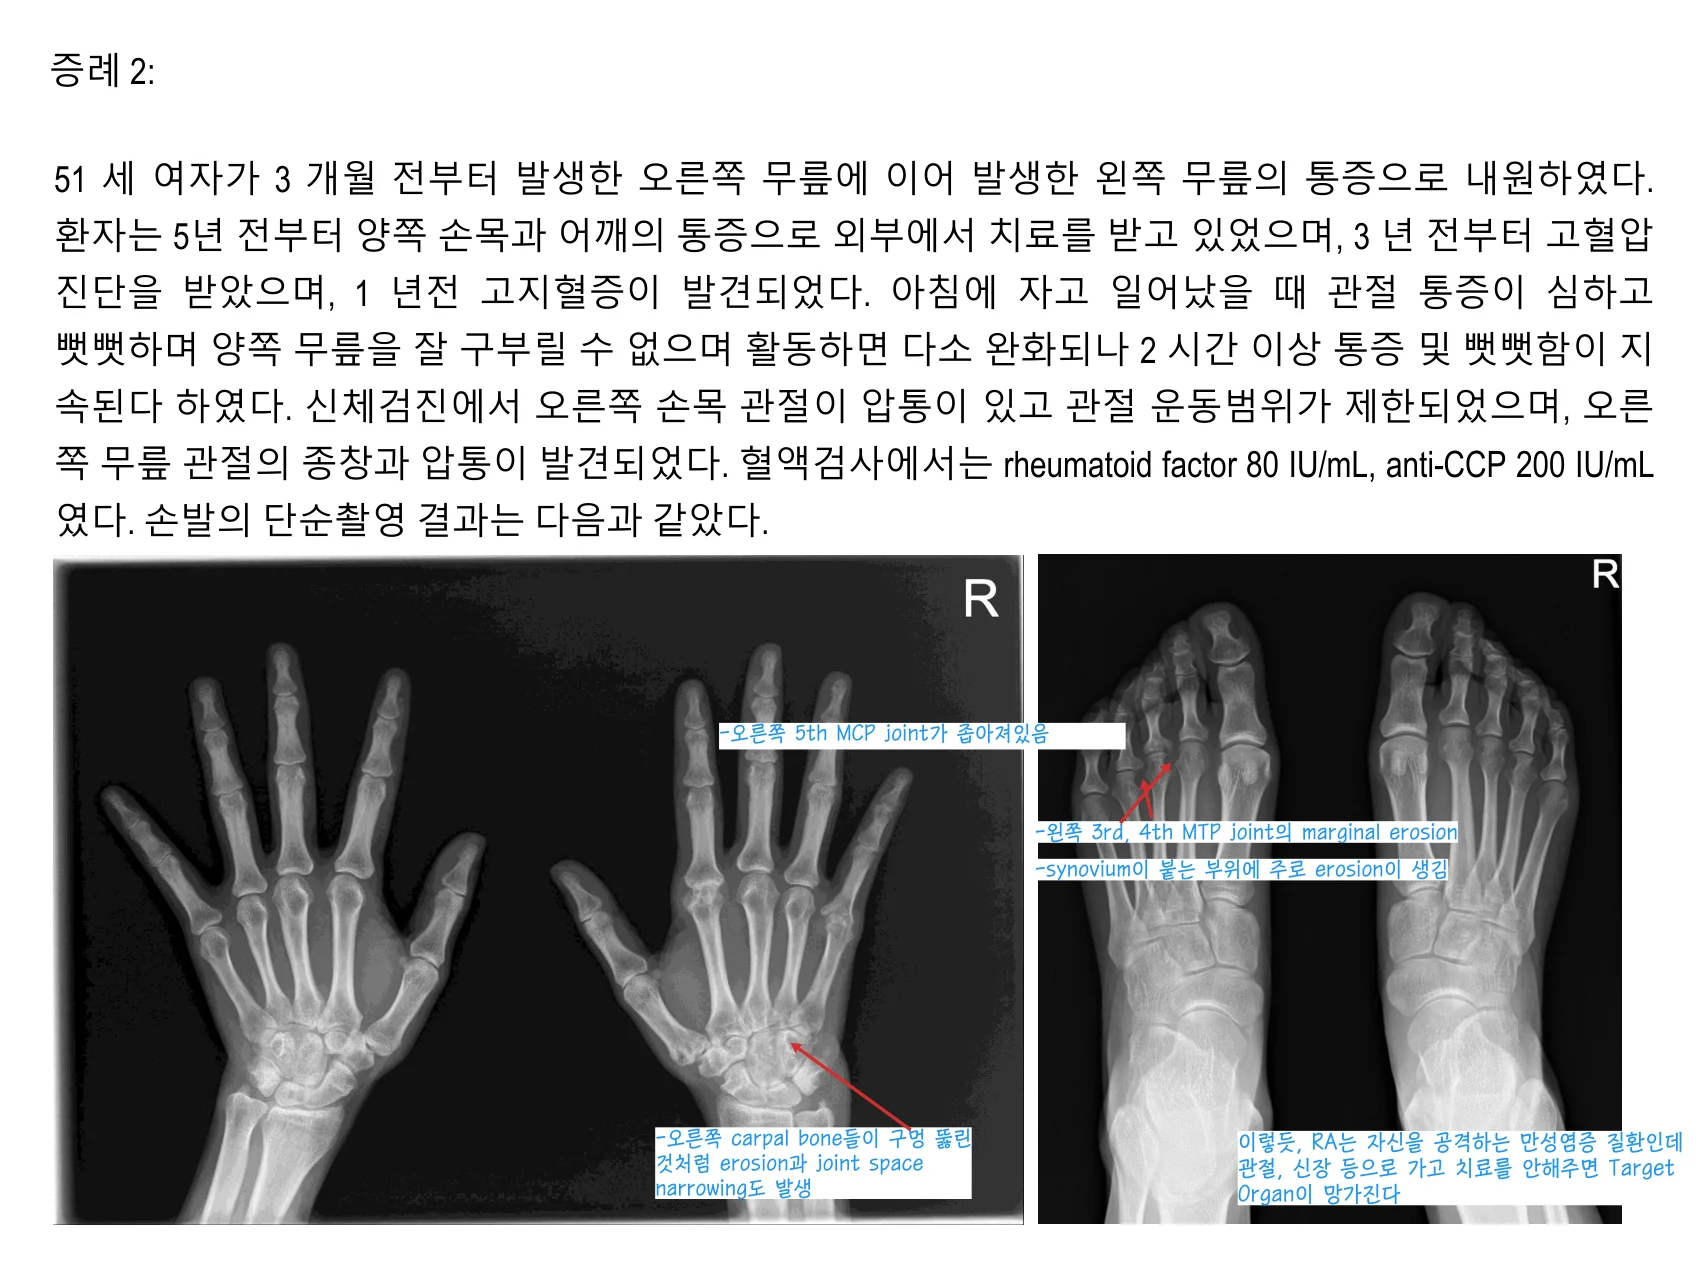 증례 2:
51 세 여자가 3 개월 전부터 발생한 오른쪽 무릎에 이어 발생한 왼쪽 무릎의 통증으로 내원하였다.
환자는 5년 전부터 양쪽 손목과 어깨의 통증으로 외부에서 치료를 받고 있었으며, 3 년 전부터 고혈압
진단을 받았으며, 1 년전 고지혈증이 발견되었다. 아침에 자고 일어났을 때 관절 통증이 심하고
뻣뻣하며 양쪽 무릎을 잘 구부릴 수 없으며 활동하면 다소 완화되나 2 시간 이상 통증 및 뻣뻣함이 지
속된다 하였다. 신체검진에서 오른쪽 손목 관절이 압통이 있고 관절 운동범위가 제한되었으며, 오른
쪽 무릎 관절의 종창과 압통이 발견되었다. 혈액검사에서는 rheumatoid factor 80 IU/mL, anti-CCP 200 IU/mL
였다. 손발의 단순촬영 결과는 다음과 같았다.
R
R
-오른쪽 5th MCP joint가 좁아져있음
-왼쪽 3rd, 4th MTP joint의 marginal erosion
-synovium이 붙는 부위에 주로 erosion이 생김
-오른쪽 carpal bone들이 구멍 뚫린
것처럼 erosion과 joint space
narrowing도 발생
이렇듯, RA는 자신을 공격하는 만성염증 질환인데
관절, 신장 등으로 가고 치료를 안해주면 Target
Organ이 망가진다